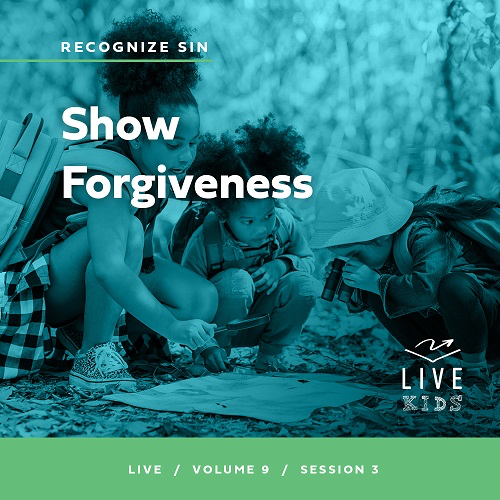 RECOGNIZE SIN
Show
Forgiveness
LIVE
KIDS
LIVE / VOLUME 9 / SESSION 3